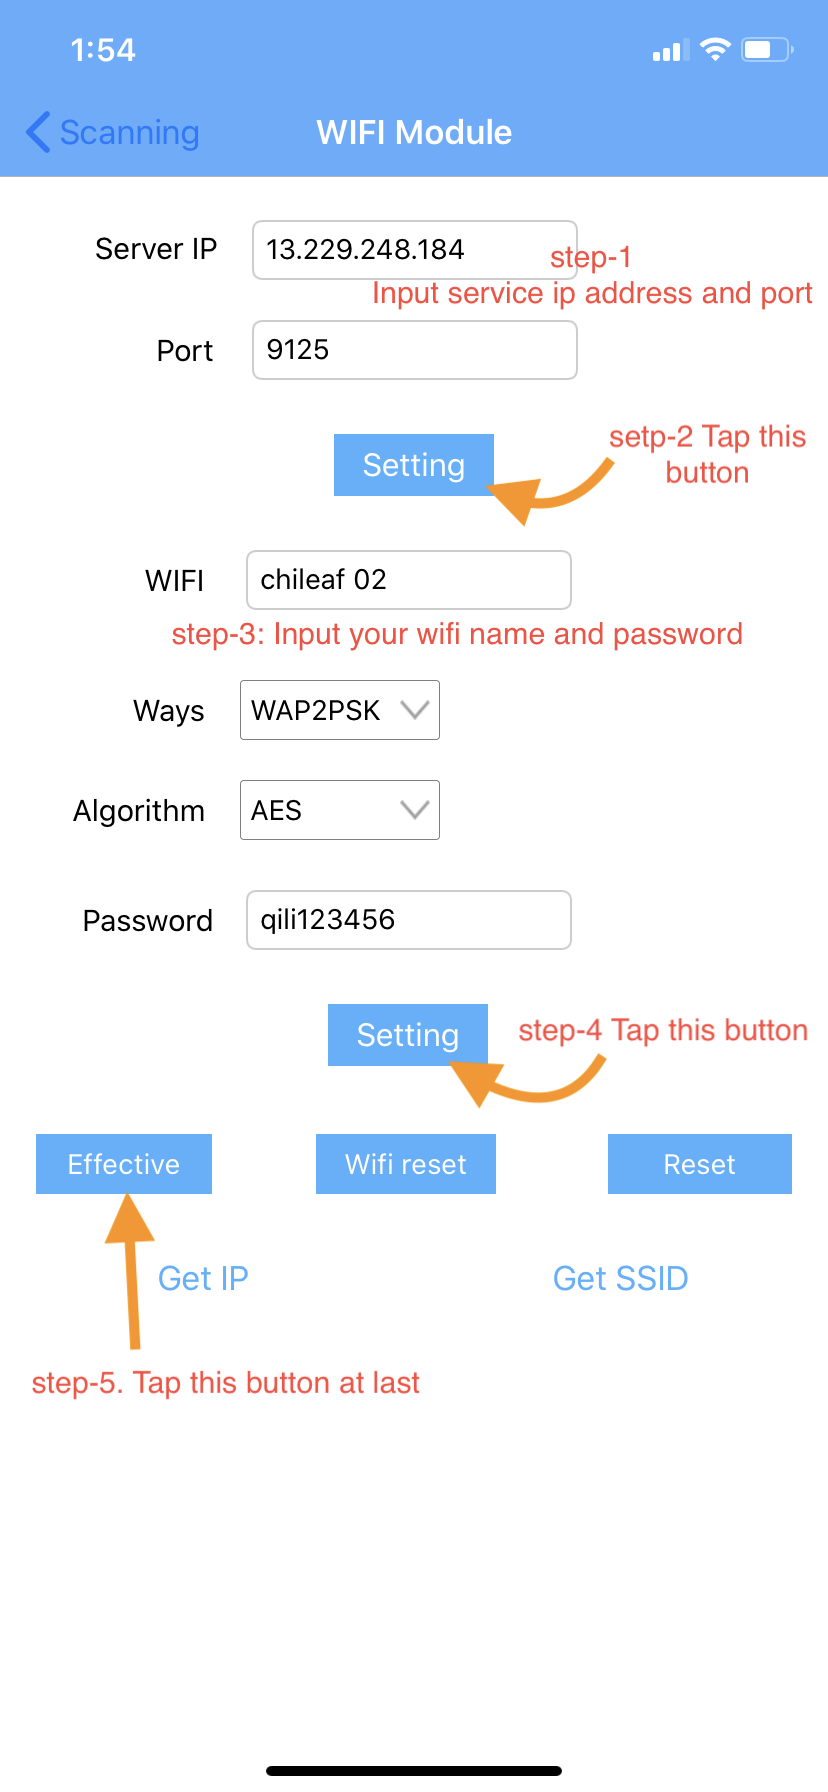 1:54
Scanning
WIFI Module
Server IP
13.229.248.184
step-1
Input service ip address and port
Port
9125
setp-2 Tap this
button
Setting
WIFI
chileaf 02
step-3: Input your wifi name and password
Ways
WAP2PSK
Algorithm
AES
Password
qili123456
Setting
step-4 Tap this button
Effective
Wifi reset
Reset
Get IP
Get SSID
step-5. Tap this button at last